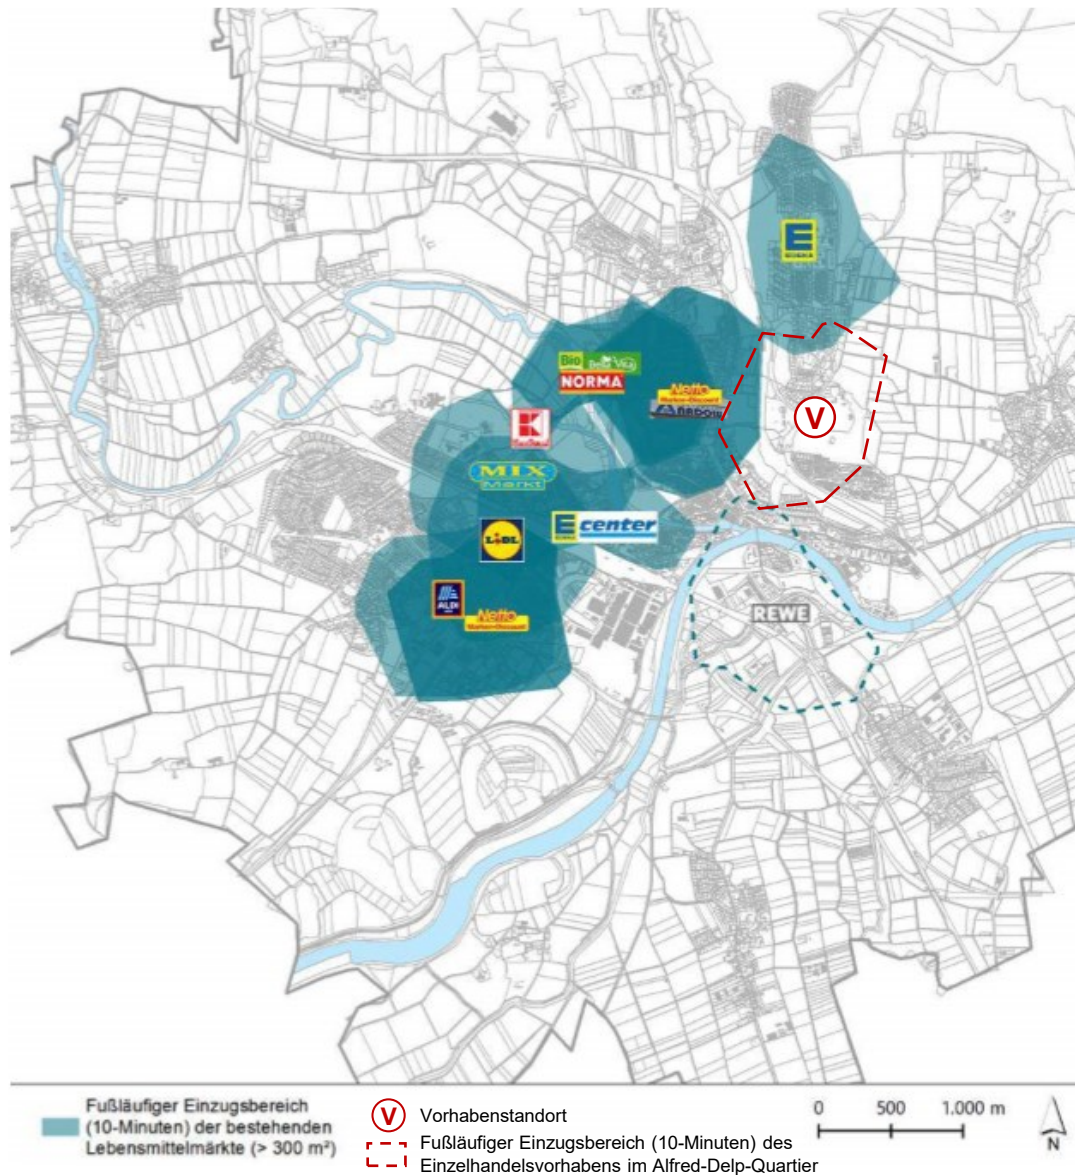 E
Bio Bella Vita
NORMA
Netto
Marken-Discount
K
Kaufland
V
MIX
Markt
E center
LIDL
REWE
ALDI
Netto
Marken-Discount
Fußläufiger Einzugsbereich
(10-Minuten) der bestehenden
Lebensmittelmärkte (> 300 m²)
V Vorhabenstandort
Fußläufiger Einzugsbereich (10-Minuten) des
Einzelhandelsvorhabens im Alfred-Delp-Quartier
0 500 1.000 m
N